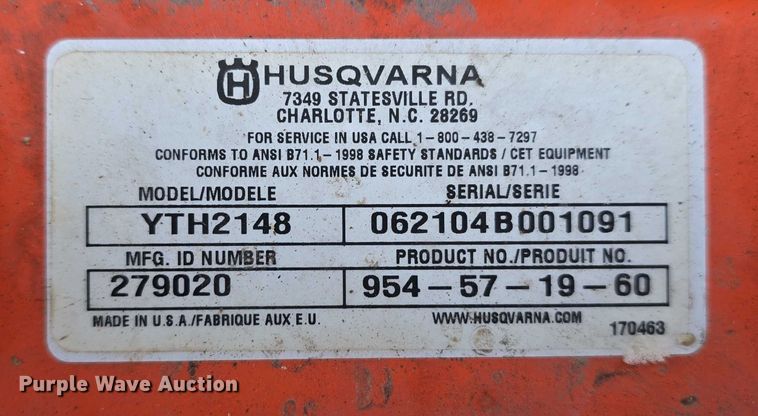 HUSQVARNA
7349 STATESVILLE RD.
CHARLOTTE, N.C. 28269
FOR SERVICE IN USA CALL 1-800-438-7297
CONFORMS TO ANSI B71.1-1998 SAFETY STANDARDS / CET EQUIPMENT
CONFORME AUX NORMES DE SECURITE DE ANSI B7 1.1-1998
MODEL/MODELE SERIAL/SERIE
YTH2148 062104B001091
MFG. ID NUMBER PRODUCT NO./PRODUIT NO.
279020 954-57-19-60
MADE IN U.S.A./FABRIQUE AUX E.U. WWW.HUSQVARNA.COM 170463
Purple Wave Auction